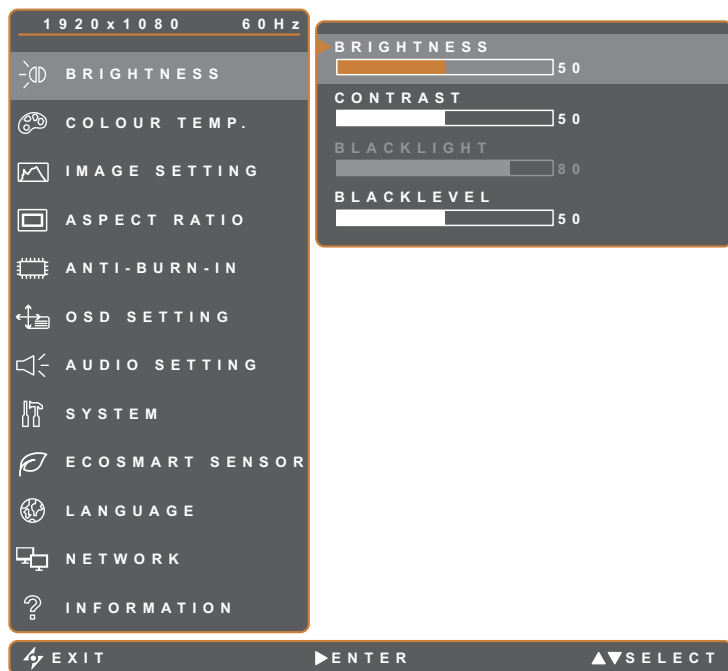 1920x1080 60Hz
BRIGHTNESS
COLOUR TEMP.
IMAGE SETTING
ASPECT RATIO
ANTI-BURN-IN
OSD SETTING
AUDIO SETTING
SYSTEM
ECOSMART SENSOR
LANGUAGE
NETWORK
INFORMATION
BRIGHTNESS
50
CONTRAST
50
BLACKLIGHT
80
BLACKLEVEL
50
EXIT ENTER SELECT